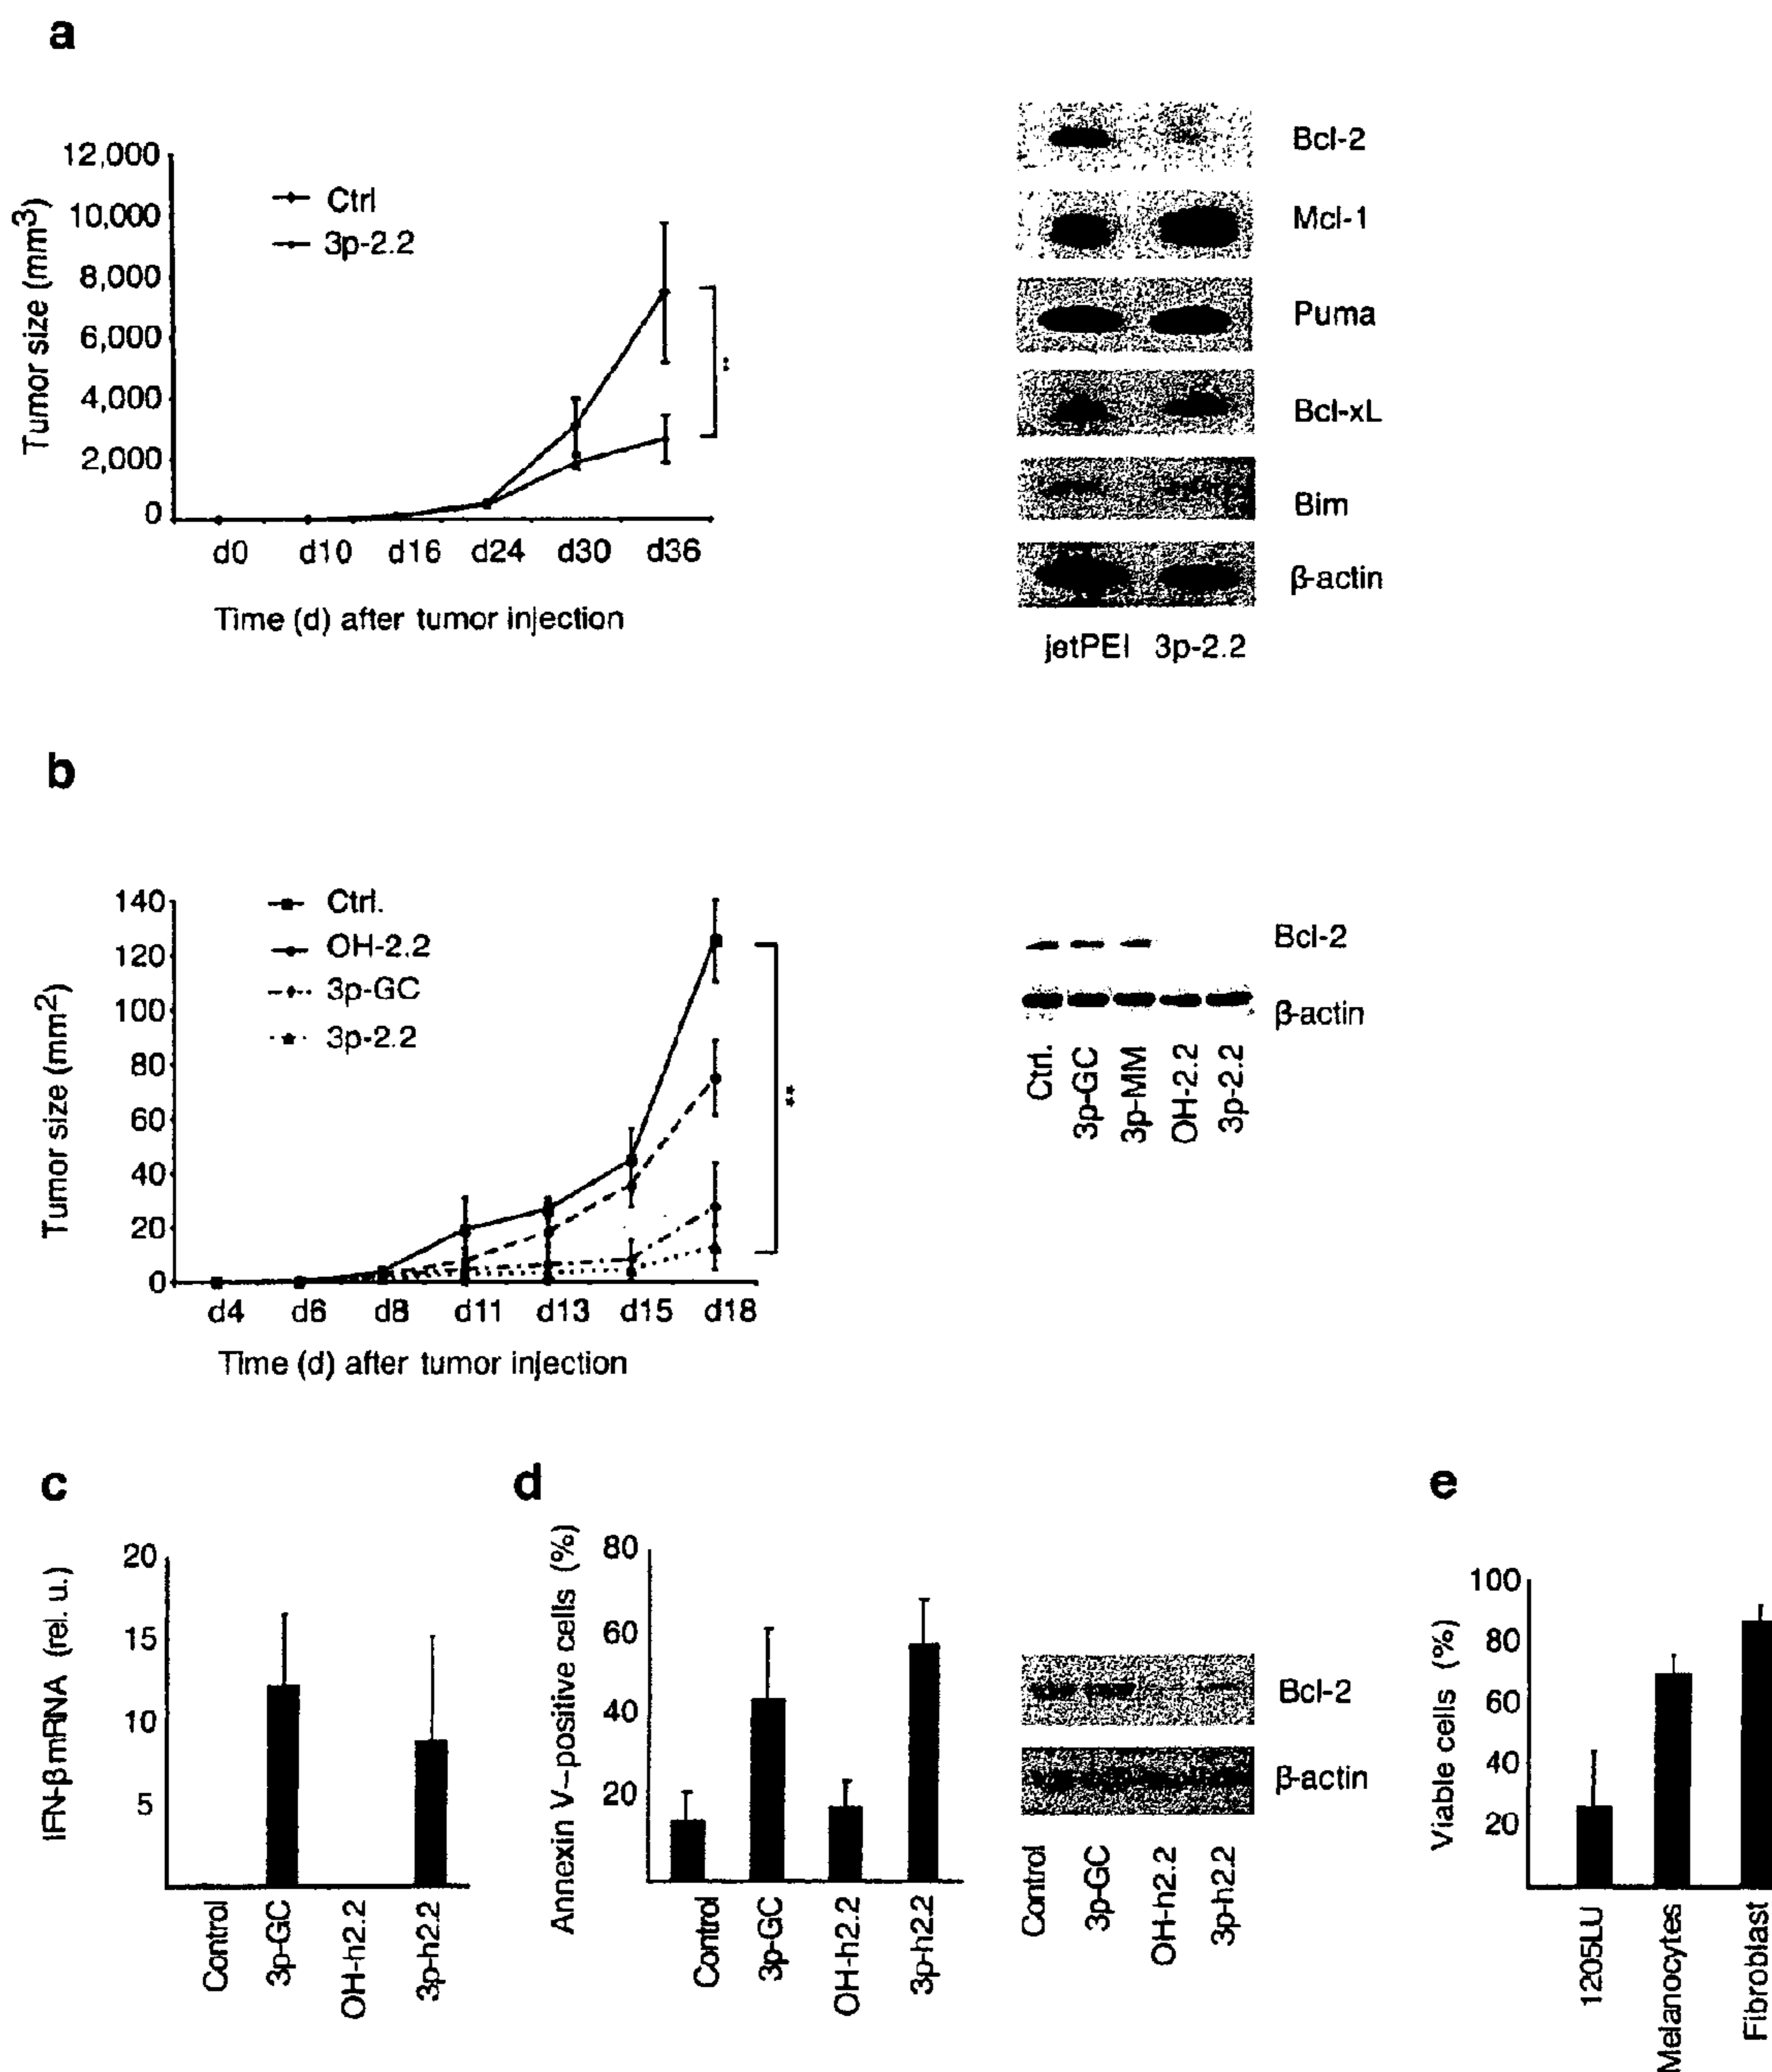 a
12,000
10,000
8,000
6,000
4,000
2,000
0
Tumor size (mm3)
Ctrl
3p-2.2
**
d0 d10 d16 d24 d30 d36
Time (d) after tumor injection
Bcl-2
Mcl-1
Puma
Bcl-xL
Bim
β-actin
jetPEI 3p-2.2
b
140
120
100
80
60
40
20
0
Tumor size (mm2)
Ctrl.
OH-2.2
3p-GC
3p-2.2
**
d4 d6 d8 d11 d13 d15 d18
Time (d) after tumor injection
Bcl-2
β-actin
Ctrl. 3p-GC 3p-MM OH-2.2 3p-2.2
c
IFN-β mRNA (rel. u.)
20
15
10
5
Control 3p-GC OH-h2.2 3p-h2.2
d
Annexin V–positive cells (%)
80
60
40
20
Control 3p-GC OH-h2.2 3p-h2.2
Bcl-2
β-actin
Control 3p-GC OH-h2.2 3p-h2.2
e
Viable cells (%)
100
80
60
40
20
1205LU Melanocytes Fibroblast